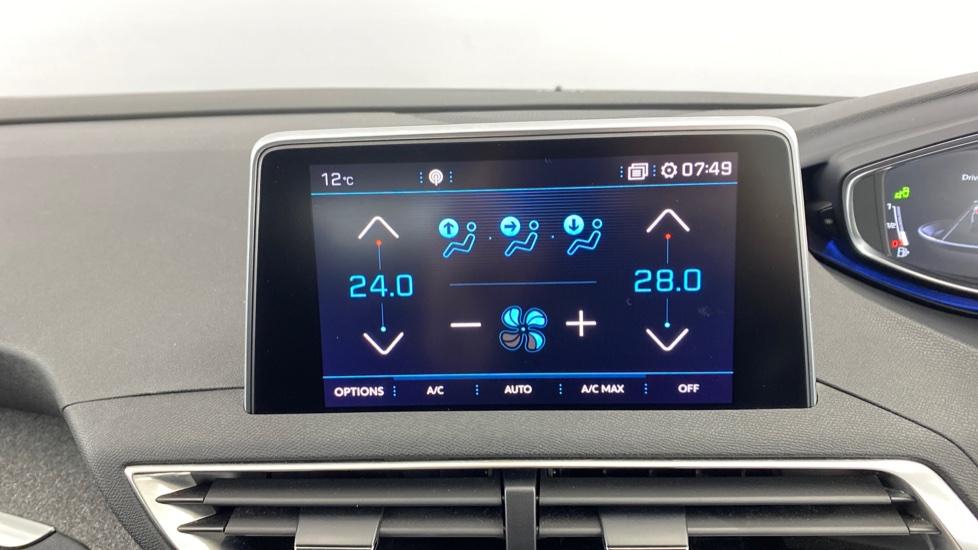 12°C 07:49
24.0 28.0
OPTIONS A/C AUTO A/C MAX OFF